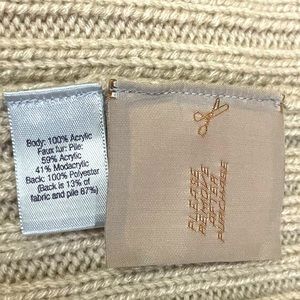 Body: 100% Acrylic
Faux fur: Pile:
59% Acrylic
41% Modacrylic
Back: 100% Polyester
(Back is 13% of
fabric and pile 87%)
PLEASE
REMOVE
AFTER
PURCHASE